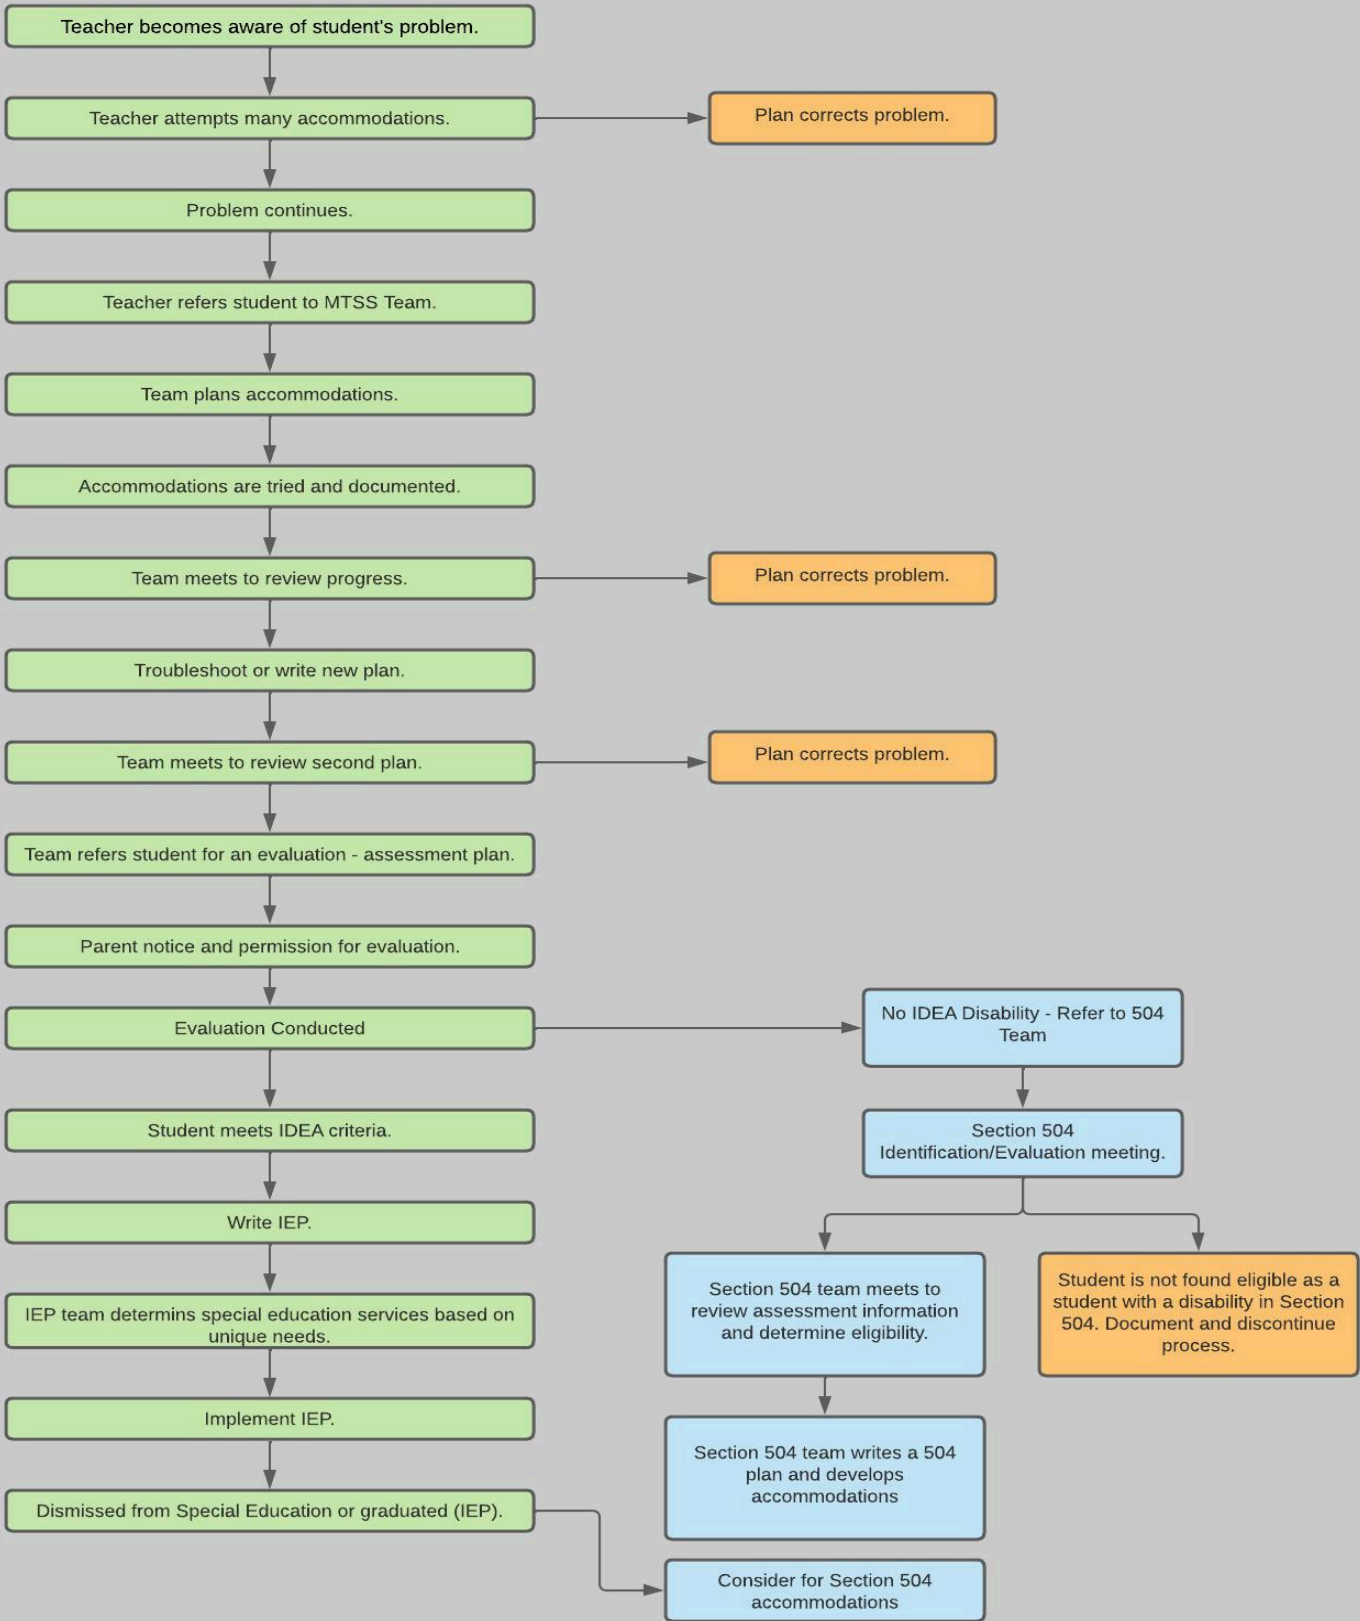 Teacher becomes aware of student's problem.
Teacher attempts many accommodations.
Plan corrects problem.
Problem continues.
Teacher refers student to MTSS Team.
Team plans accommodations.
Accommodations are tried and documented.
Team meets to review progress.
Plan corrects problem.
Troubleshoot or write new plan.
Team meets to review second plan.
Plan corrects problem.
Team refers student for an evaluation - assessment plan.
Parent notice and permission for evaluation.
Evaluation Conducted
No IDEA Disability - Refer to 504
Team
Student meets IDEA criteria.
Section 504
Identification/Evaluation meeting.
Write IEP.
IEP team determins special education services based on
unique needs.
Section 504 team meets to
review assessment information
and determine eligibility.
Student is not found eligible as a
student with a disability in Section
504. Document and discontinue
process.
Implement IEP.
Section 504 team writes a 504
plan and develops
accommodations
Dismissed from Special Education or graduated (IEP).
Consider for Section 504
accommodations